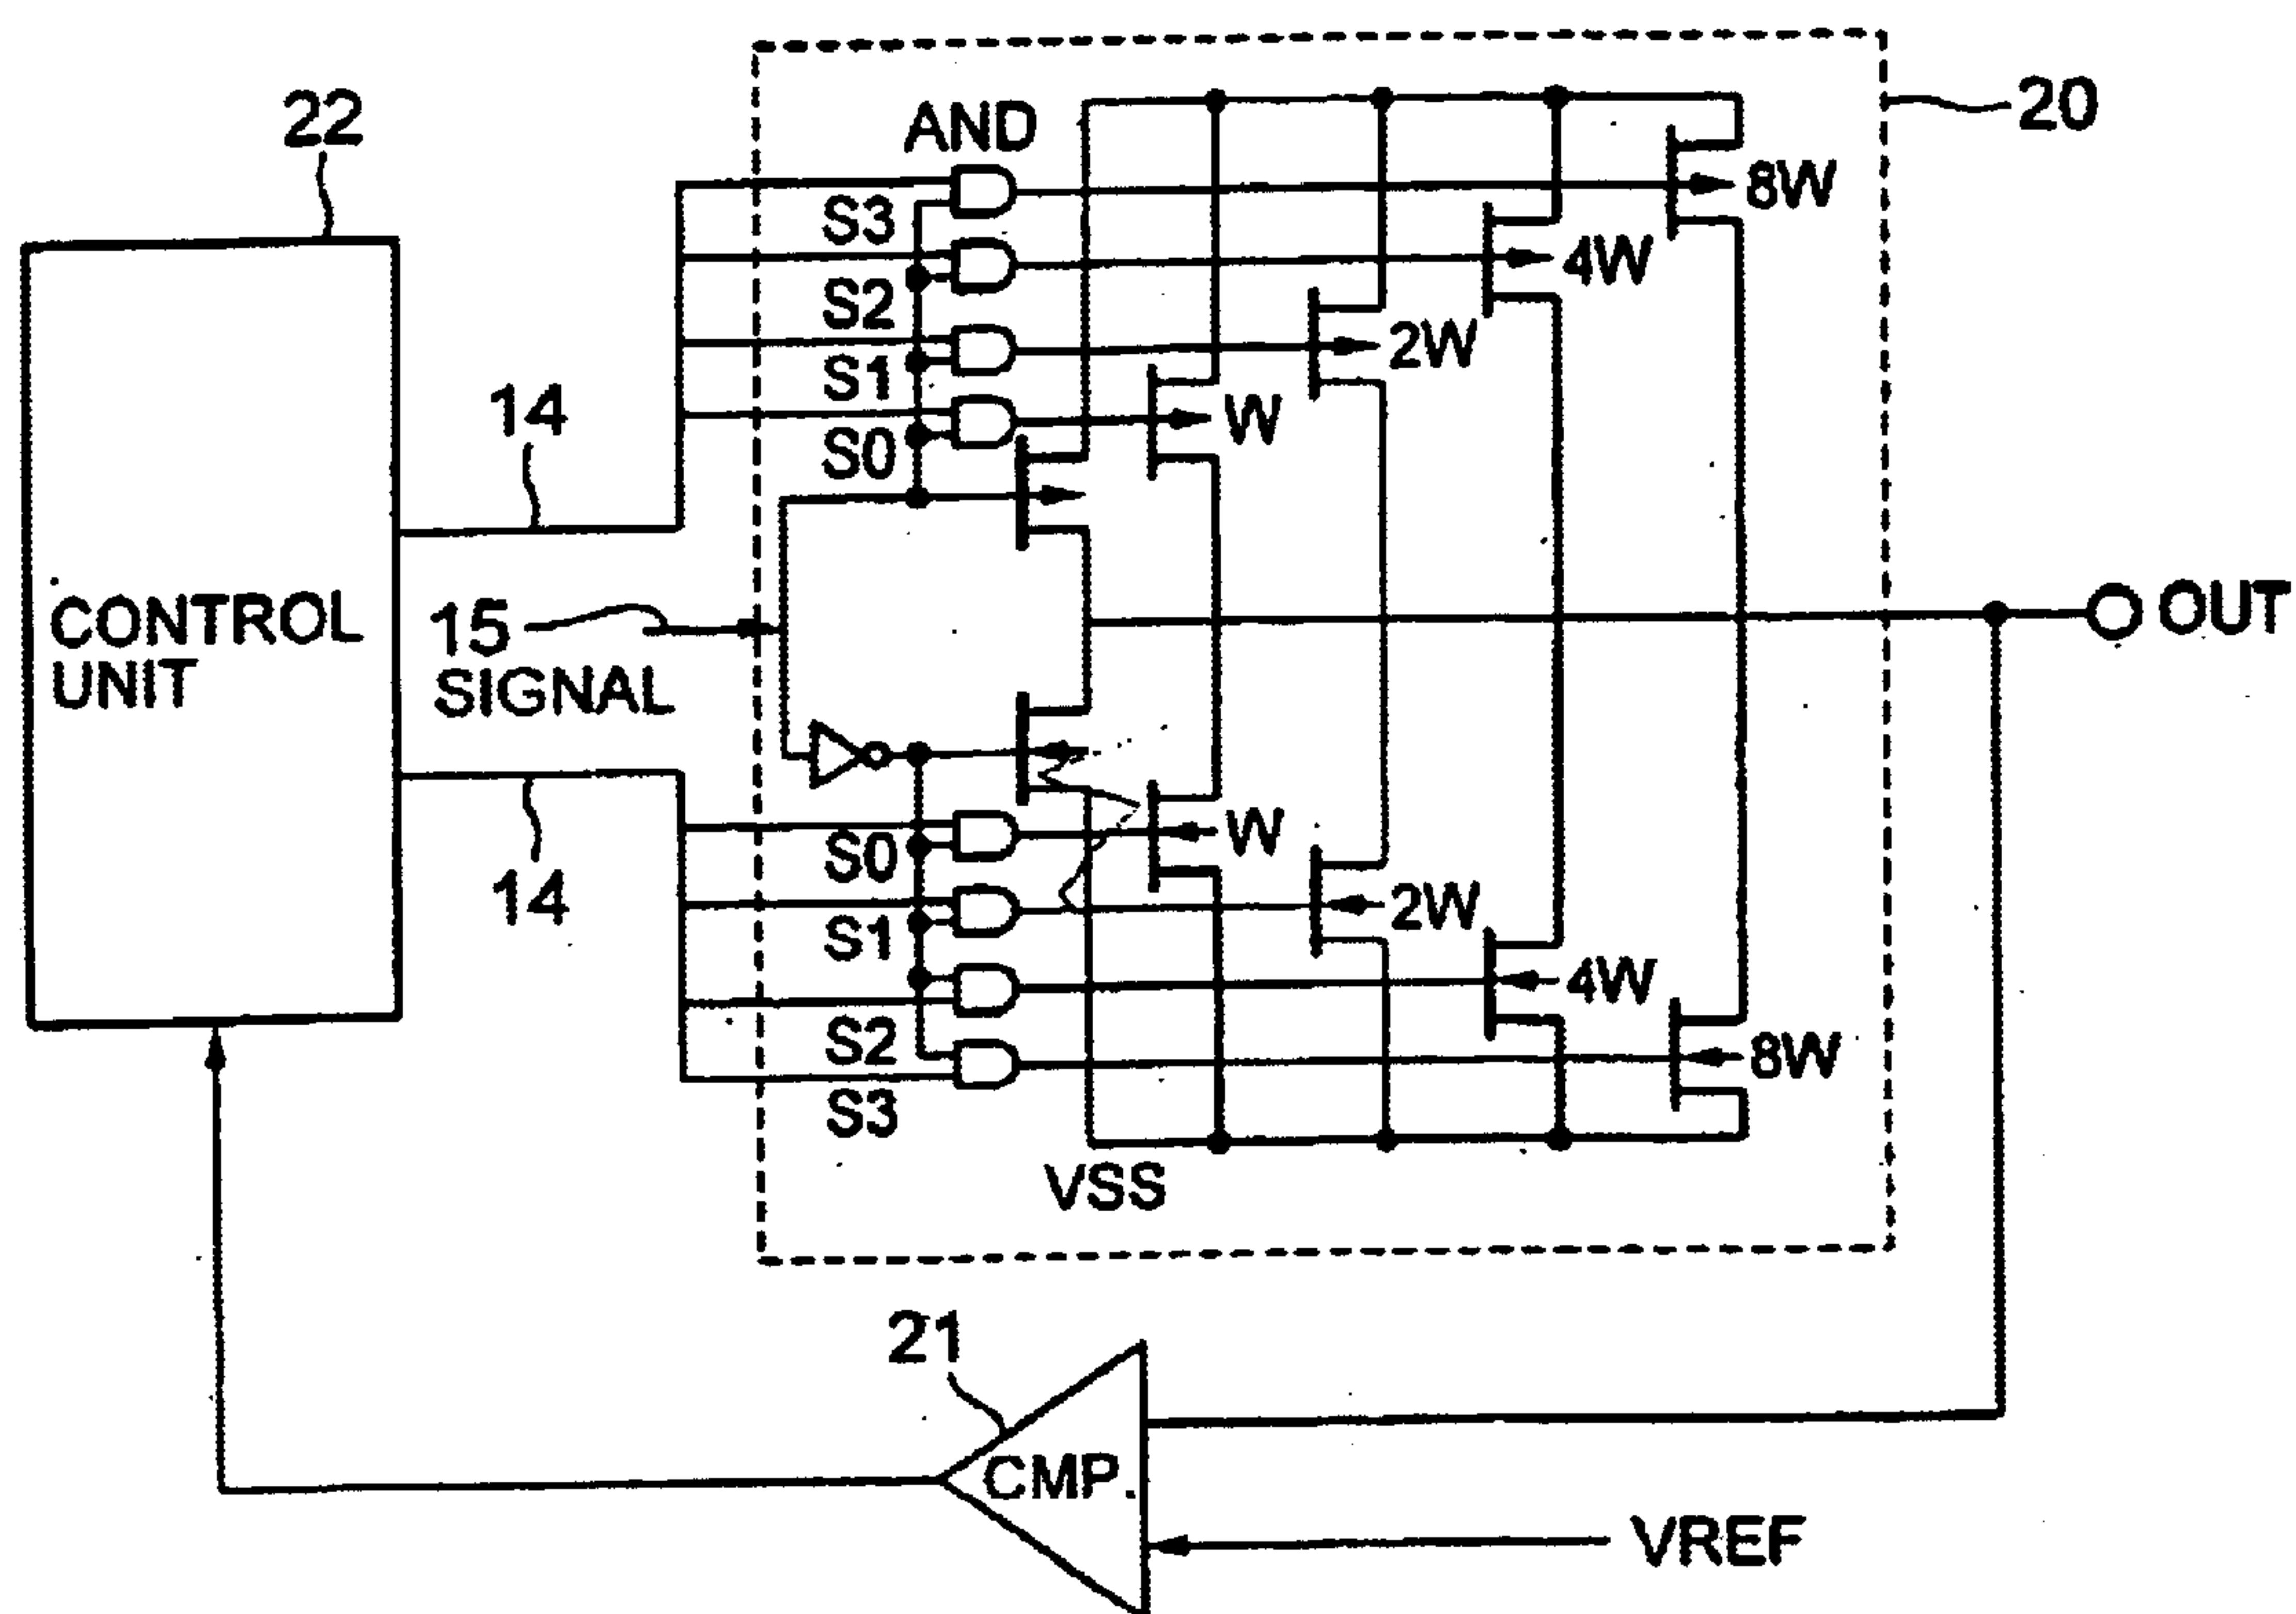 20
22
AND
8W
S3
4W
S2
2W
S1
14
W
S0
OUT
CONTROL
UNIT
15
SIGNAL
W
S0
14
2W
S1
4W
S2
8W
S3
VSS
21
CMP.
VREF